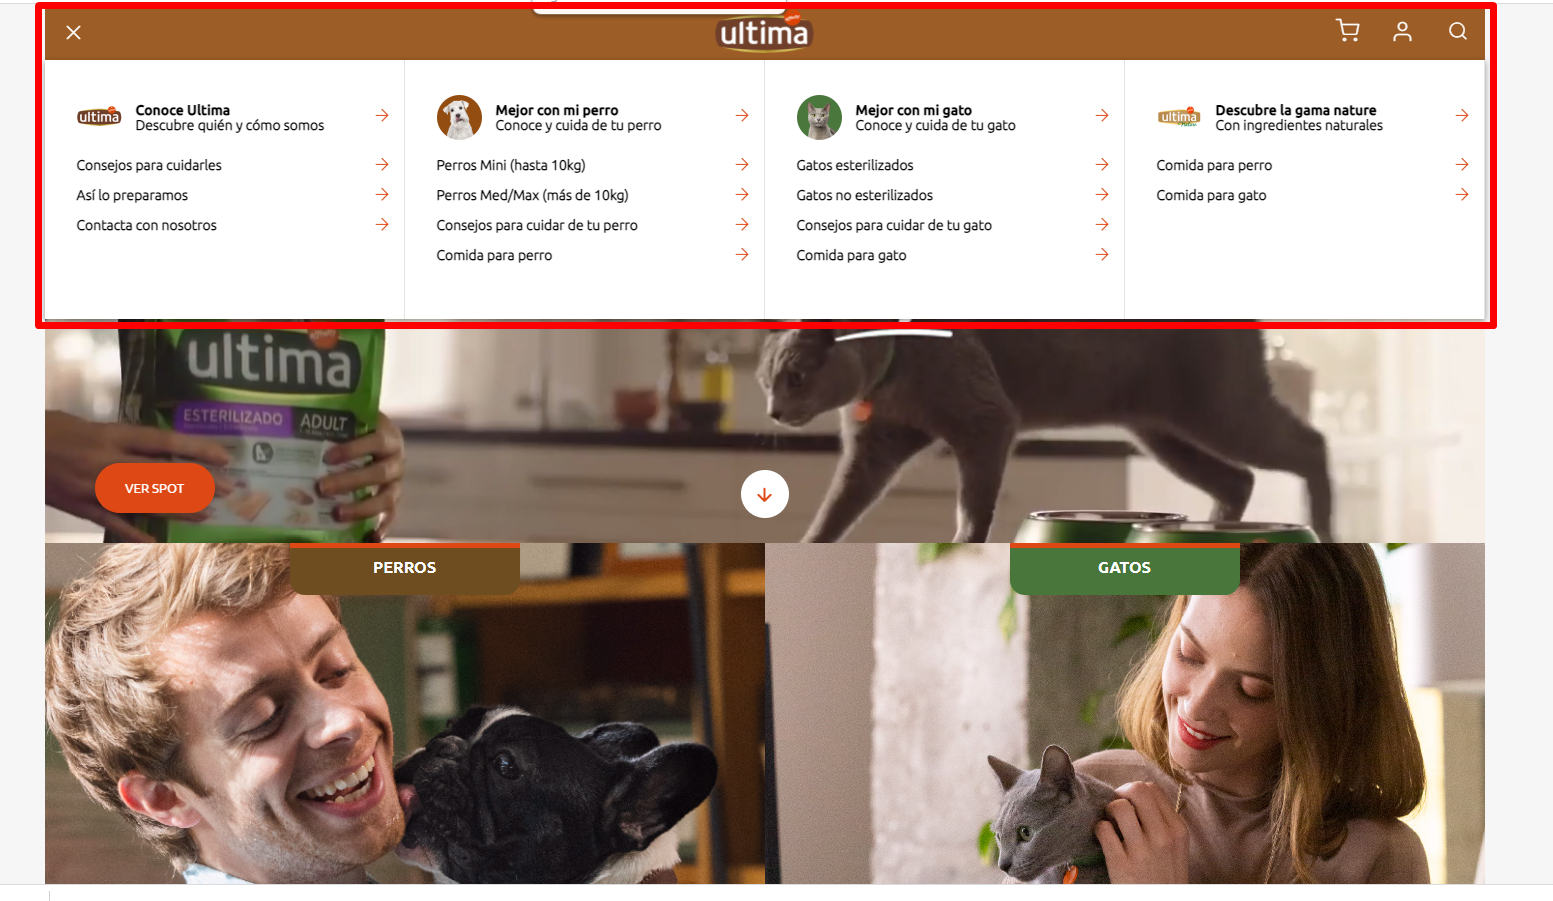 ultima
ultima
Conoce Ultima
Descubre quién y cómo somos
Consejos para cuidarles
Así lo preparamos
Contacta con nosotros
Mejor con mi perro
Conoce y cuida de tu perro
Perros Mini (hasta 10kg)
Perros Med/Max (más de 10kg)
Consejos para cuidar de tu perro
Comida para perro
Mejor con mi gato
Conoce y cuida de tu gato
Gatos esterilizados
Gatos no esterilizados
Consejos para cuidar de tu gato
Comida para gato
ultima
Descubre la gama nature
Con ingredientes naturales
Comida para perro
Comida para gato
ultima
ESTERILIZADO
ADULT
VER SPOT
PERROS
GATOS